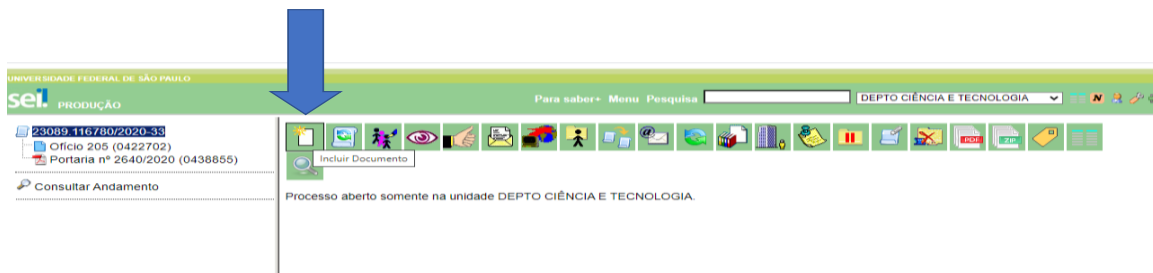 UNIVERSIDADE FEDERAL DE SÃO PAULO
sei. PRODUÇÃO
Para saber+ Menu Pesquisa
DEPTO CIÊNCIA E TECNOLOGIA
N
23089.116780/2020-33
Ofício 205 (0422702)
Portaria nº 2640/2020 (0438855)
Consultar Andamento
PDF
ZIP
Incluir Documento
Processo aberto somente na unidade DEPTO CIÊNCIA E TECNOLOGIA.